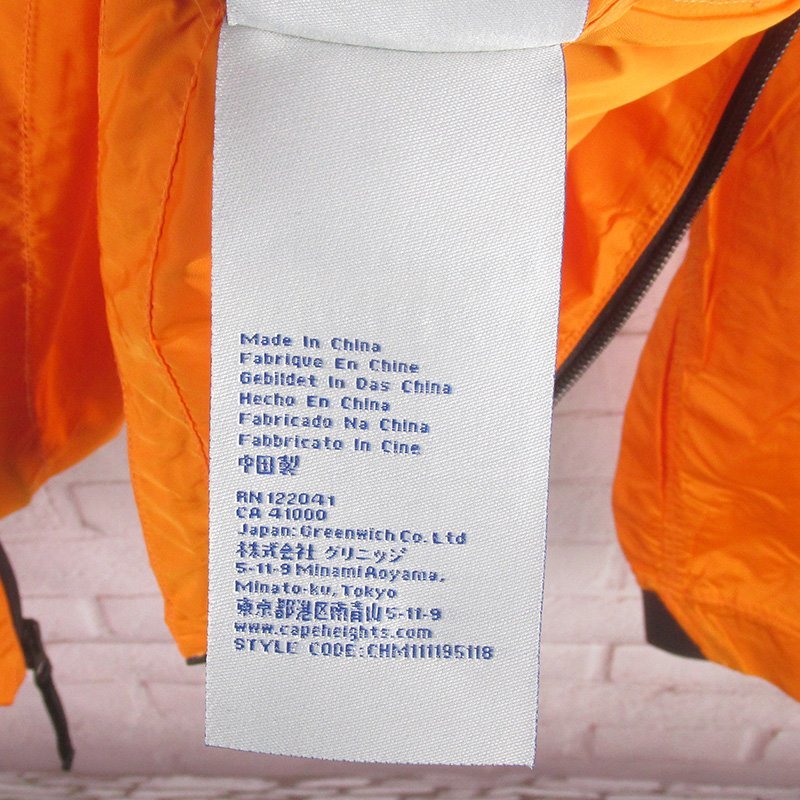 Made In China
Fabrique En Chine
Gebildet In Das China
Hecho En China
Fabricado Na China
Fabbricato In Cine
中国製
RN 122041
CA 41000
Japan: Greenwich Co. Ltd
株式会社 グリニッジ
5-11-9 Minami Aoyama,
Minato-ku, Tokyo
東京都港区南青山 5-11-9
www.capeheights.com
STYLE CODE: CHM111195118